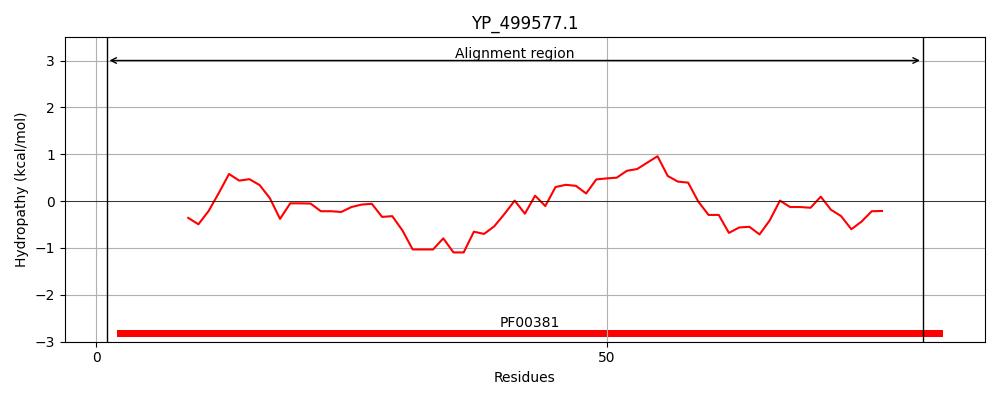 YP_499577.1
Alignment region
3
2
1
0
−1
−2
−3
Hydropathy (kcal/mol)
PF00381
0
50
Residues